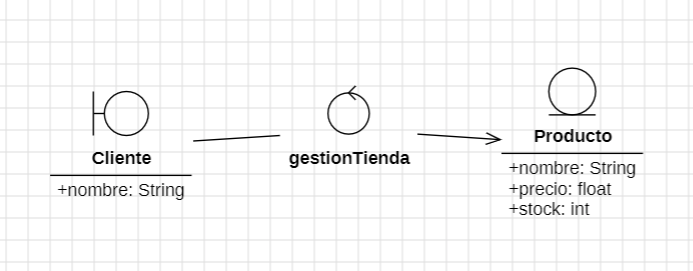 Cliente
+nombre: String
gestionTienda
Producto
+nombre: String
+precio: float
+stock: int